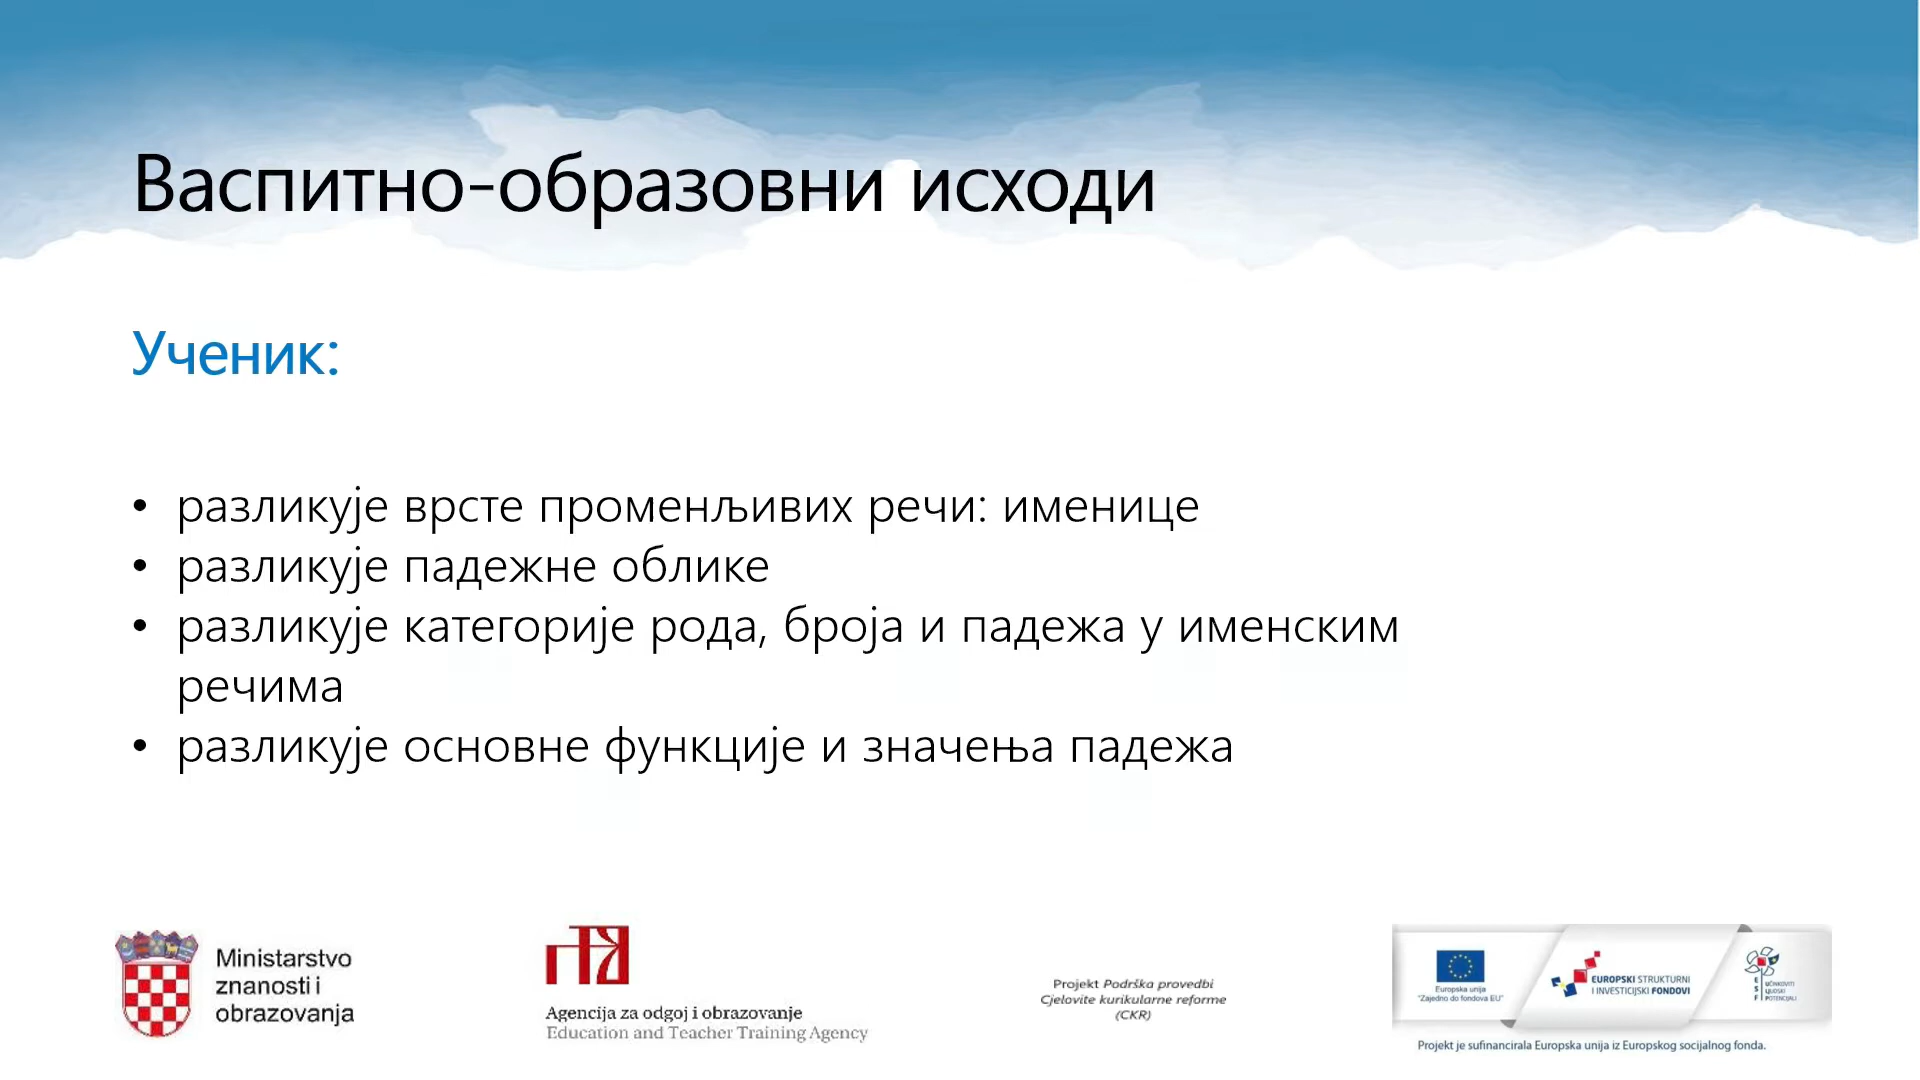 Васпитно-образовни исходи
Ученик:
• разликује врсте променљивих речи: именице
• разликује падежне облике
• разликује категорије рода, броја и падежа у именским
речима
• разликује основне функције и значења падежа
Ministarstvo
znanosti i
obrazovanja
Agencija za odgoj i obrazovanje
Education and Teacher Training Agency
Projekt Podrška provedbi
Cjelovite kurikularne reforme
(CKR)
Europska unija
"Zajedno do fondova EU"
EUROPSKI STRUKTURNI
I INVESTICIJSKI FONDOVI
ESF
UČINKOVITI
LJUDSKI
POTENCIJALI
Projekt je sufinancirala Europska unija iz Europskog socijalnog fonda.